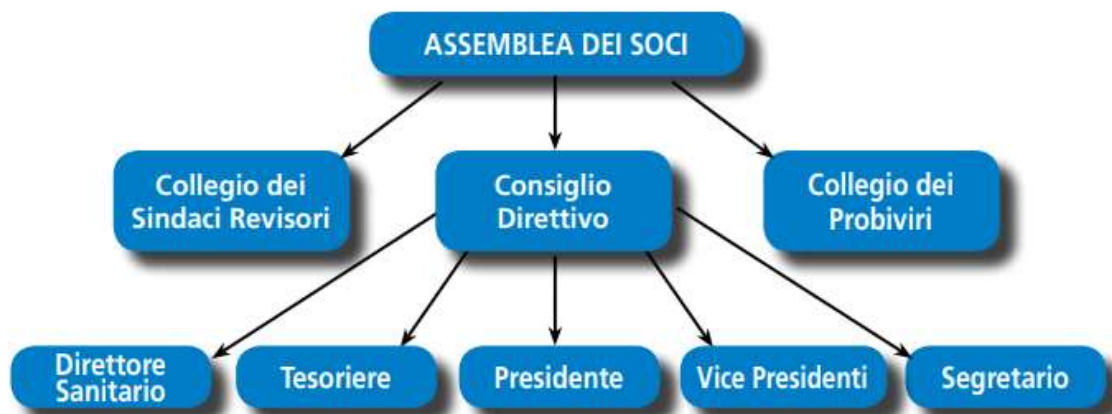 ASSEMBLEA DEI SOCI
Collegio dei
Sindaci Revisori
Consiglio
Direttivo
Collegio dei
Probiviri
Direttore
Sanitario
Tesoriere
Presidente
Vice Presidenti
Segretario